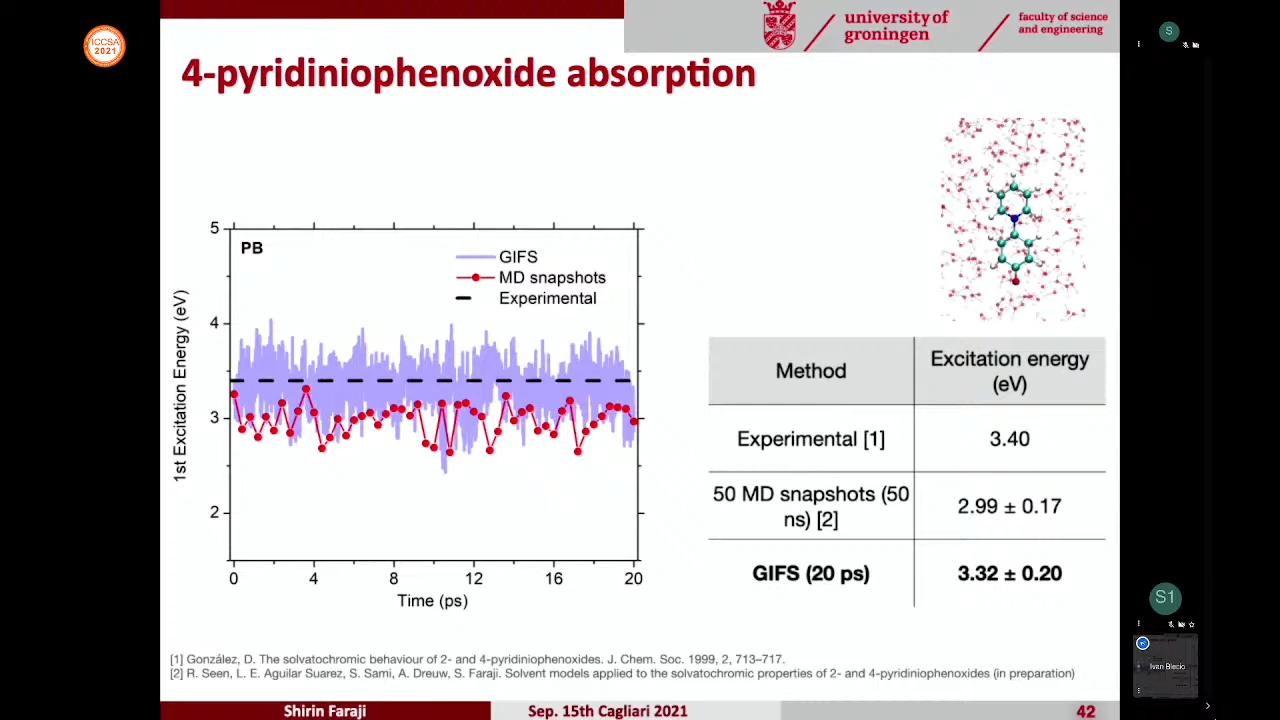 ICCSA
2021
university of
groningen
faculty of science
and engineering
4-pyridiniophenoxide absorption
PB
GIFS
MD snapshots
Experimental
5
4
3
2
1st Excitation Energy (eV)
0 4 8 12 16 20
Time (ps)
Method Excitation energy
(eV)
Experimental [1] 3.40
50 MD snapshots (50
ns) [2] 2.99 ± 0.17
GIFS (20 ps) 3.32 ± 0.20
[1] González, D. The solvatochromic behaviour of 2- and 4-pyridiniophenoxides. J. Chem. Soc. 1999, 2, 713–717.
[2] R. Seen, L. E. Aguilar Suarez, S. Sami, A. Dreuw, S. Faraji. Solvent models applied to the solvatochromic properties of 2- and 4-pyridiniophenoxides (in preparation)
Shirin Faraji Sep. 15th Cagliari 2021 42
S
S1
Ivan Blecic